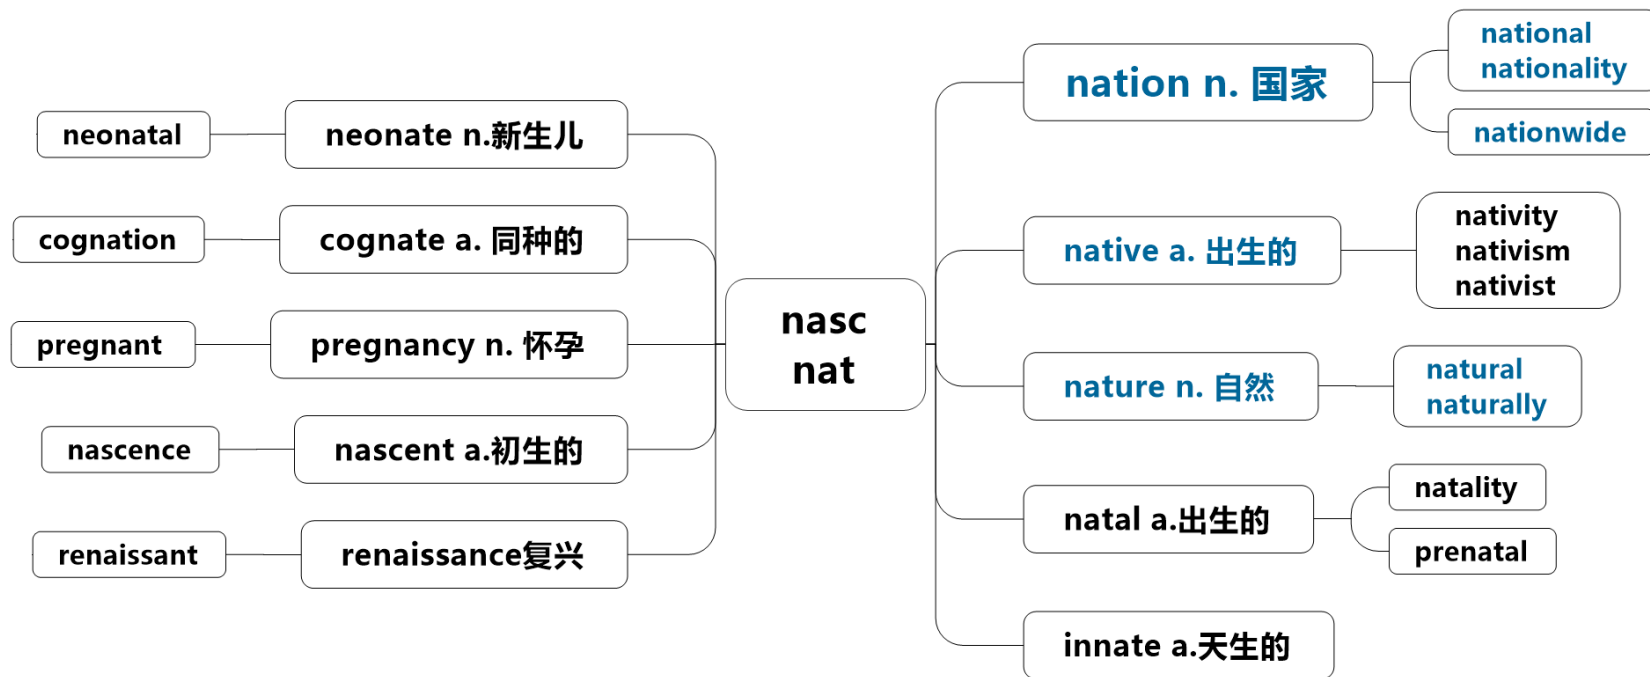 nasc
nat
nation n. 国家
national
nationality
nationwide
native a. 出生的
nativity
nativism
nativist
nature n. 自然
natural
naturally
natal a.出生的
natality
prenatal
innate a.天生的
neonate n.新生儿
neonatal
cognate a. 同种的
cognation
pregnancy n. 怀孕
pregnant
nascent a.初生的
nascence
renaissance复兴
renaissant